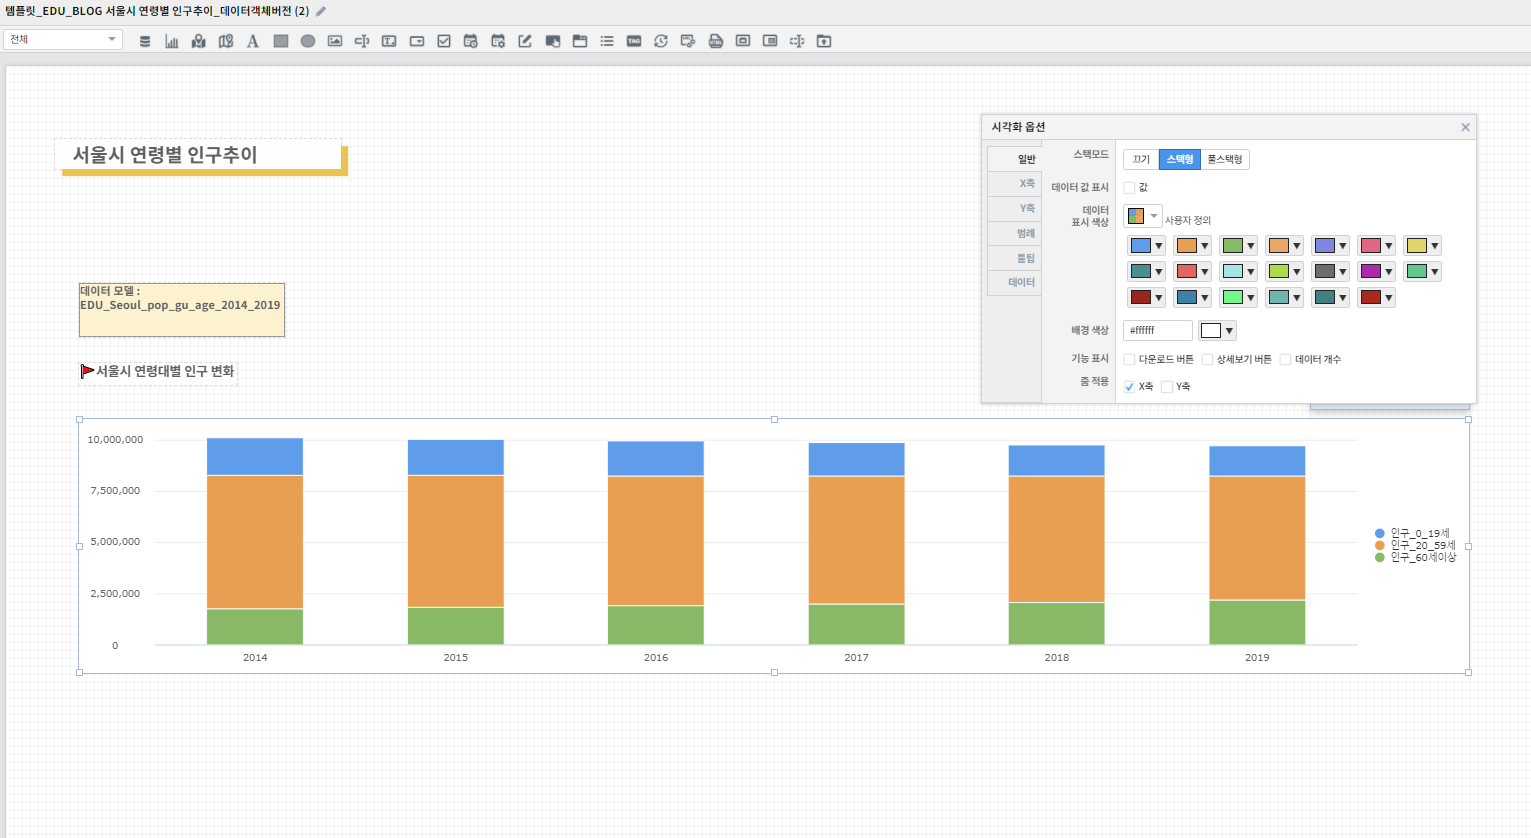 템플릿_EDU_BLOG 서울시 연령별 인구추이_데이터객체버전 (2)
전체
A
T
TAG
서울시 연령별 인구추이
데이터 모델 :
EDU_Seoul_pop_gu_age_2014_2019
서울시 연령대별 인구 변화
시각화 옵션
일반
X축
Y축
범례
툴팁
데이터
스택모드
끄기
스택형
풀스택형
데이터 값 표시
값
데이터
표시 색상
사용자 정의
배경 색상
#ffffff
기능 표시
다운로드 버튼
상세보기 버튼
데이터 개수
줌 적용
X축
Y축
10,000,000
7,500,000
5,000,000
2,500,000
0
2014
2015
2016
2017
2018
2019
인구_0_19세
인구_20_59세
인구_60세이상